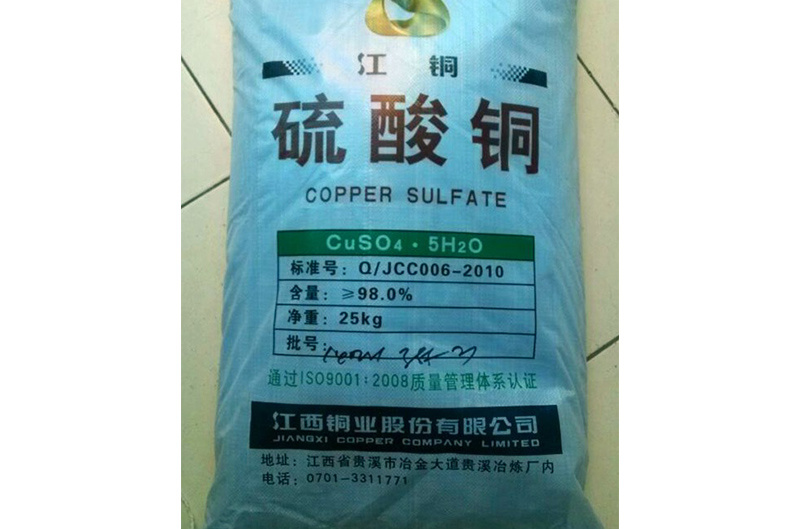 江 铜
硫酸铜
COPPER SULFATE
CuSO4·5H2O
标准号: Q/JCC006-2010
含量: ≥98.0%
净重: 25kg
批号:
通过ISO9001:2008质量管理体系认证
江西铜业股份有限公司
JIANGXI COPPER COMPANY LIMITED
地址: 江西省贵溪市冶金大道贵溪冶炼厂内
电话: 0701-3311771